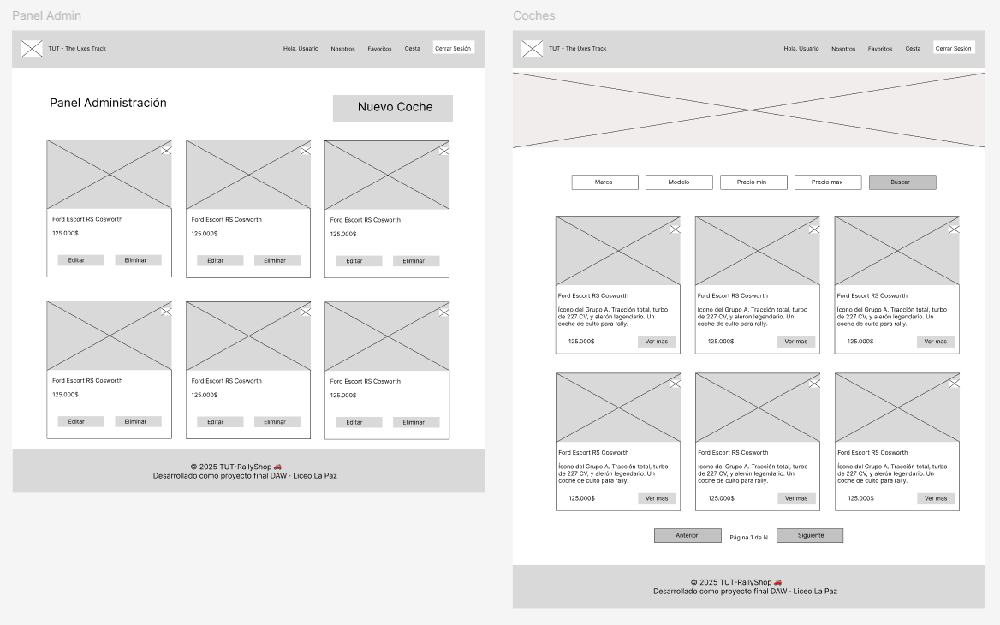 Panel Admin
TUT - The Uxes Track
Hola, Usuario
Nosotros
Favoritos
Cesta
Cerrar Sesión
Panel Administración
Nuevo Coche
Ford Escort RS Cosworth
125.000$
Editar
Eliminar
Ford Escort RS Cosworth
125.000$
Editar
Eliminar
Ford Escort RS Cosworth
125.000$
Editar
Eliminar
Ford Escort RS Cosworth
125.000$
Editar
Eliminar
Ford Escort RS Cosworth
125.000$
Editar
Eliminar
Ford Escort RS Cosworth
125.000$
Editar
Eliminar
© 2025 TUT-RallyShop 🚗
Desarrollado como proyecto final DAW · Liceo La Paz
Coches
TUT - The Uxes Track
Hola, Usuario
Nosotros
Favoritos
Cesta
Cerrar Sesión
Marca
Modelo
Precio min
Precio max
Buscar
Ford Escort RS Cosworth
Ícono del Grupo A. Tracción total, turbo
de 227 CV, y alerón legendario. Un
coche de culto para rally.
125.000$
Ver mas
Ford Escort RS Cosworth
Ícono del Grupo A. Tracción total, turbo
de 227 CV, y alerón legendario. Un
coche de culto para rally.
125.000$
Ver mas
Ford Escort RS Cosworth
Ícono del Grupo A. Tracción total, turbo
de 227 CV, y alerón legendario. Un
coche de culto para rally.
125.000$
Ver mas
Ford Escort RS Cosworth
Ícono del Grupo A. Tracción total, turbo
de 227 CV, y alerón legendario. Un
coche de culto para rally.
125.000$
Ver mas
Ford Escort RS Cosworth
Ícono del Grupo A. Tracción total, turbo
de 227 CV, y alerón legendario. Un
coche de culto para rally.
125.000$
Ver mas
Ford Escort RS Cosworth
Ícono del Grupo A. Tracción total, turbo
de 227 CV, y alerón legendario. Un
coche de culto para rally.
125.000$
Ver mas
Anterior
Página 1 de N
Siguiente
© 2025 TUT-RallyShop 🚗
Desarrollado como proyecto final DAW · Liceo La Paz